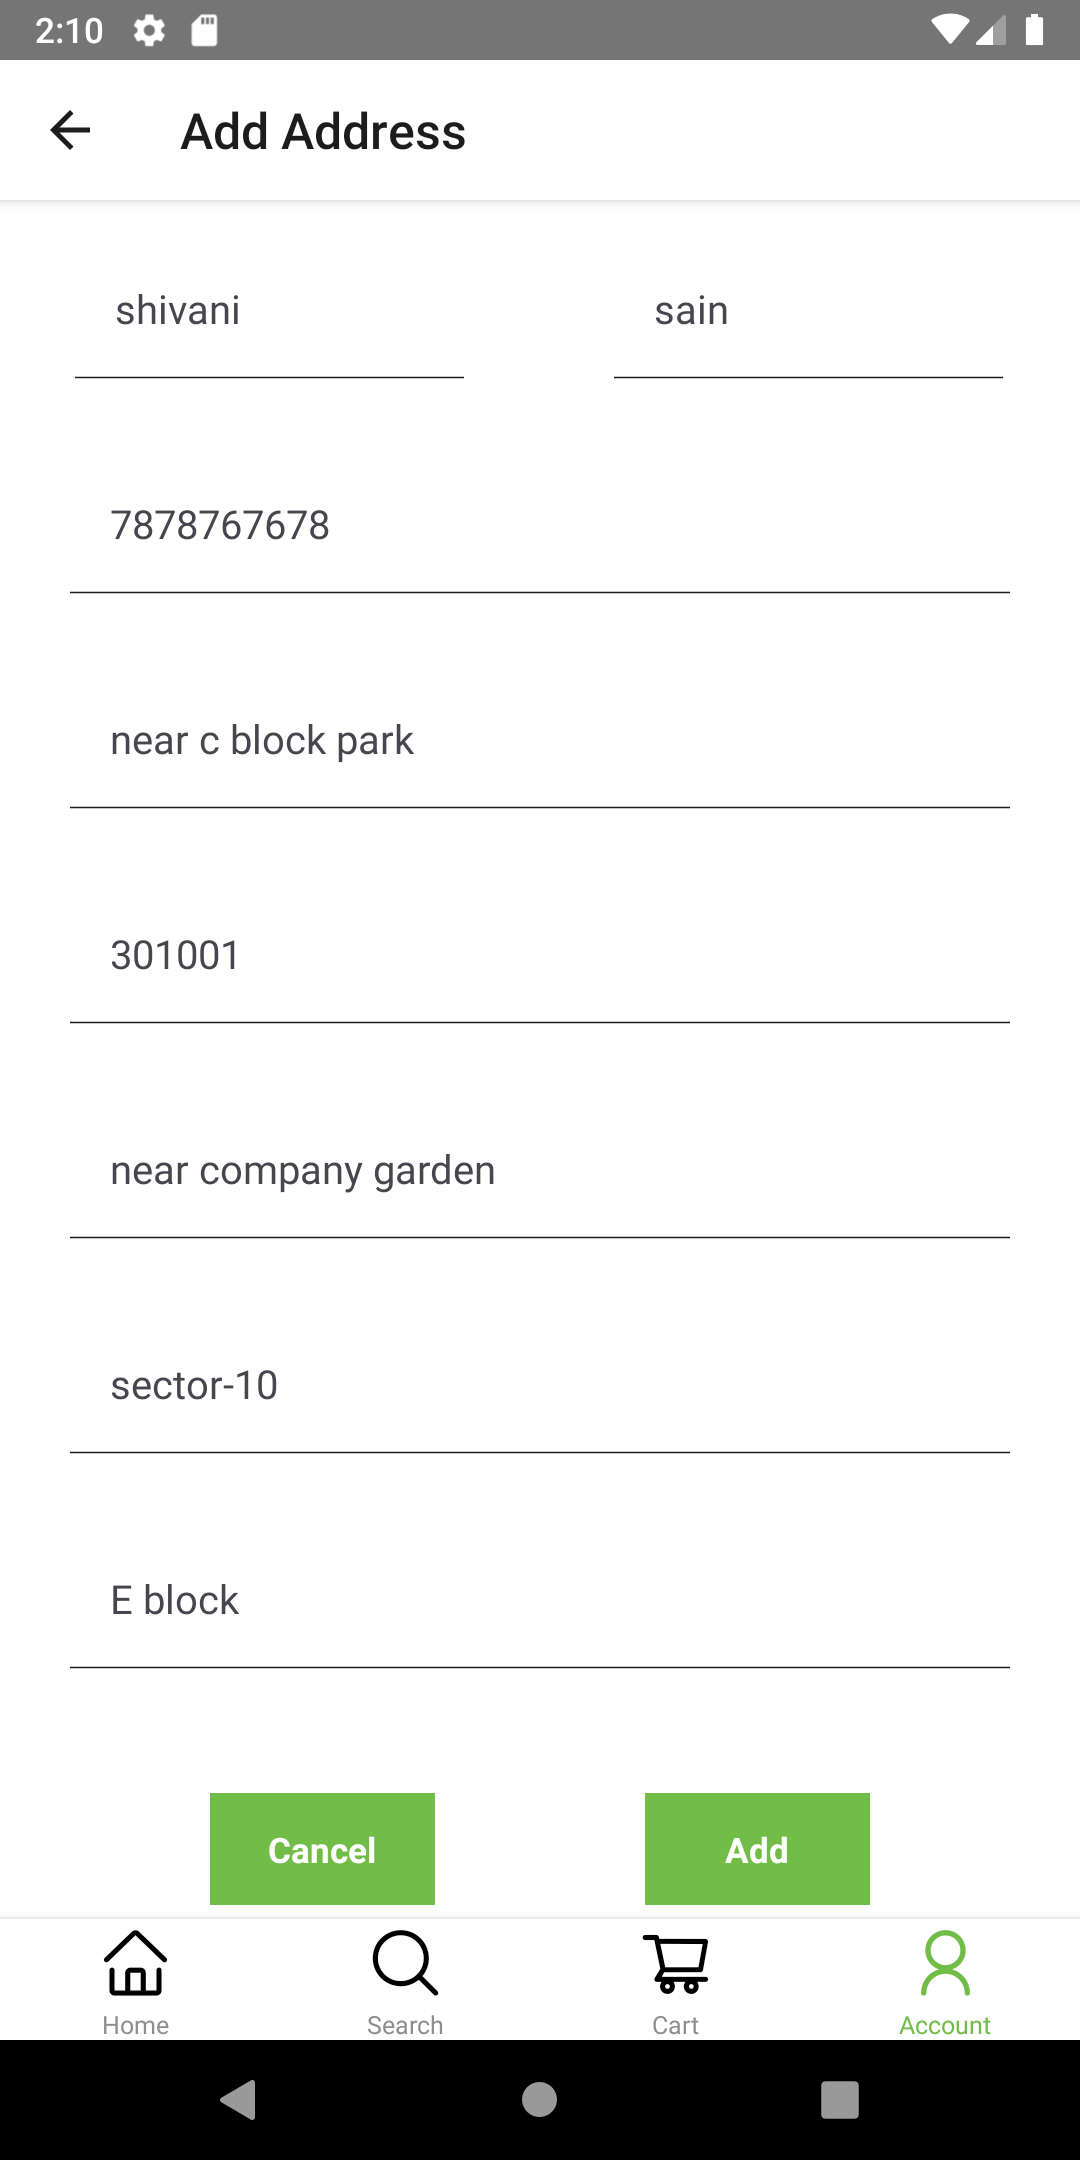 2:10
Add Address
shivani sain
7878767678
near c block park
301001
near company garden
sector-10
E block
Cancel Add
Home Search Cart Account